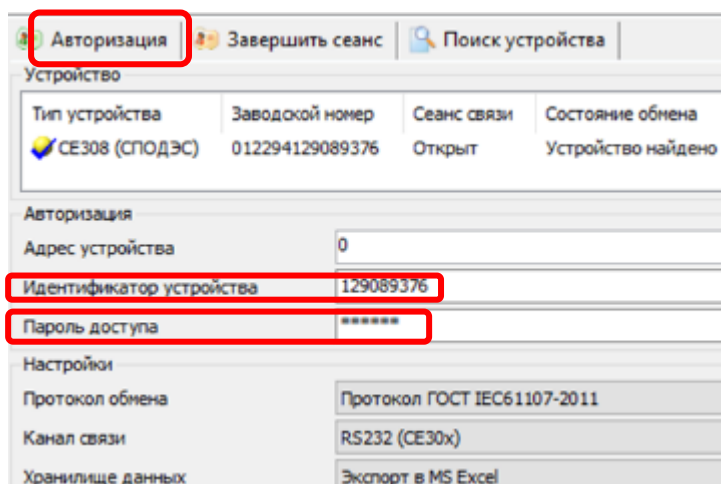 Авторизация Завершить сеанс Поиск устройства
Устройство
Тип устройства Заводской номер Сеанс связи Состояние обмена
CE308 (СПОДЭС) 012294129089376 Открыт Устройство найдено
Авторизация
Адрес устройства 0
Идентификатор устройства 129089376
Пароль доступа ******
Настройки
Протокол обмена Протокол ГОСТ IEC61107-2011
Канал связи RS232 (CE30x)
Хранилище данных Экспорт в MS Excel